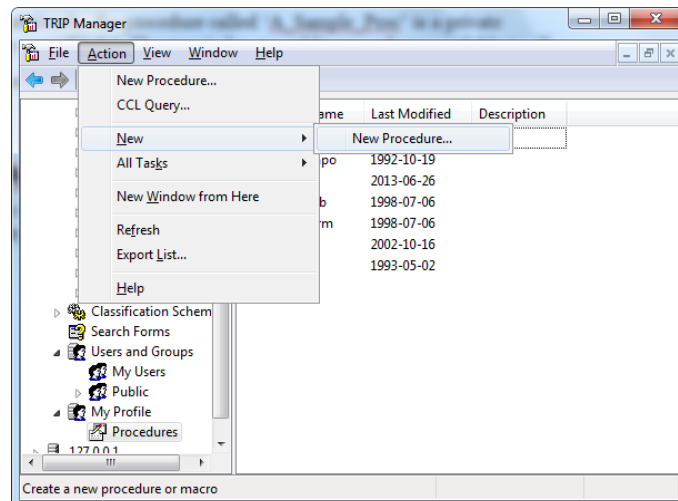 TRIP Manager
File Action View Window Help
New Procedure...
CCL Query...
New
All Tasks
New Window from Here
Refresh
Export List...
Help
New Procedure...
ame Last Modified Description
po 1992-10-19
2013-06-26
b 1998-07-06
rm 1998-07-06
2002-10-16
1993-05-02
Classification Schem
Search Forms
Users and Groups
My Users
Public
My Profile
Procedures
127.0.0.1
Create a new procedure or macro